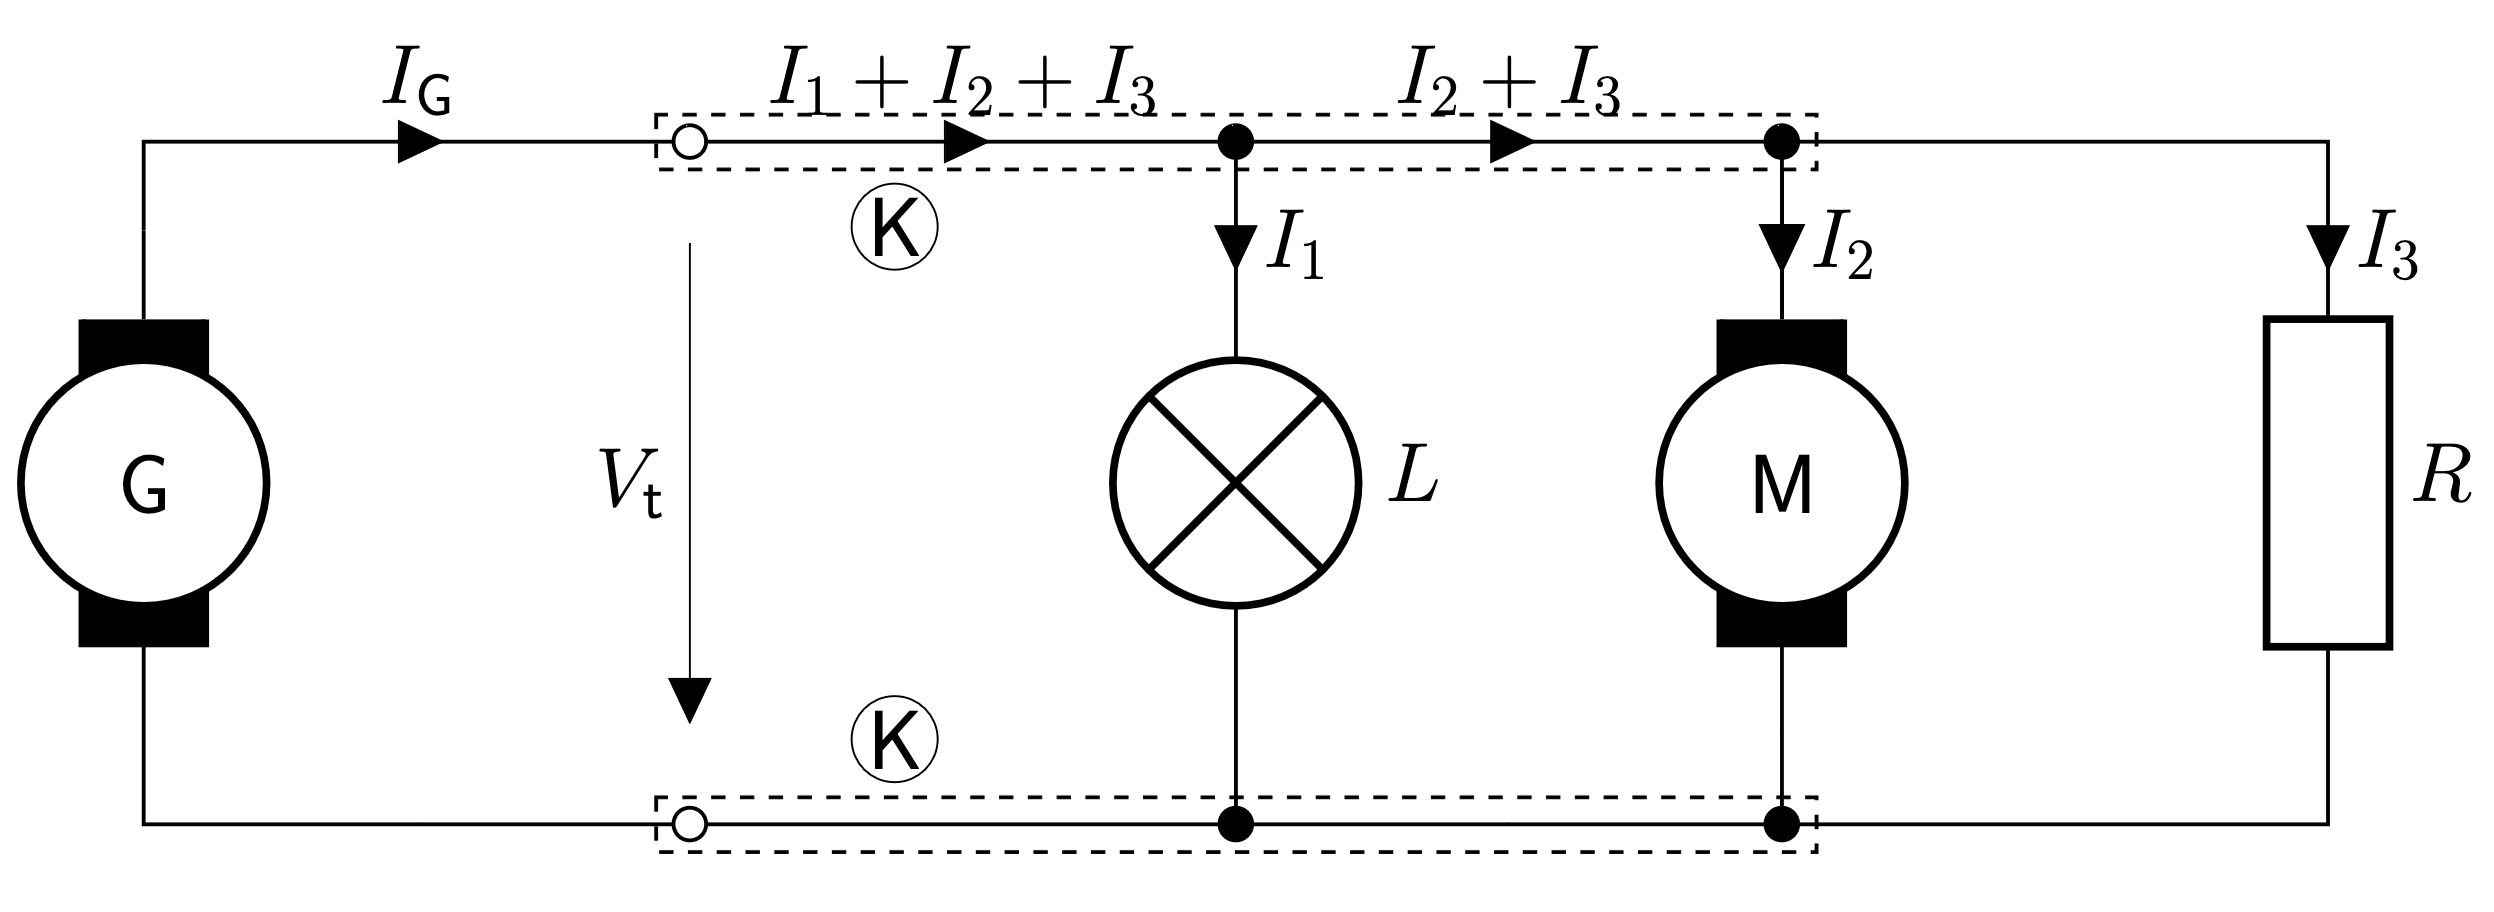 I_G
I_1 + I_2 + I_3
I_2 + I_3
K
I_1
I_2
I_3
G
V_t
L
M
R
K